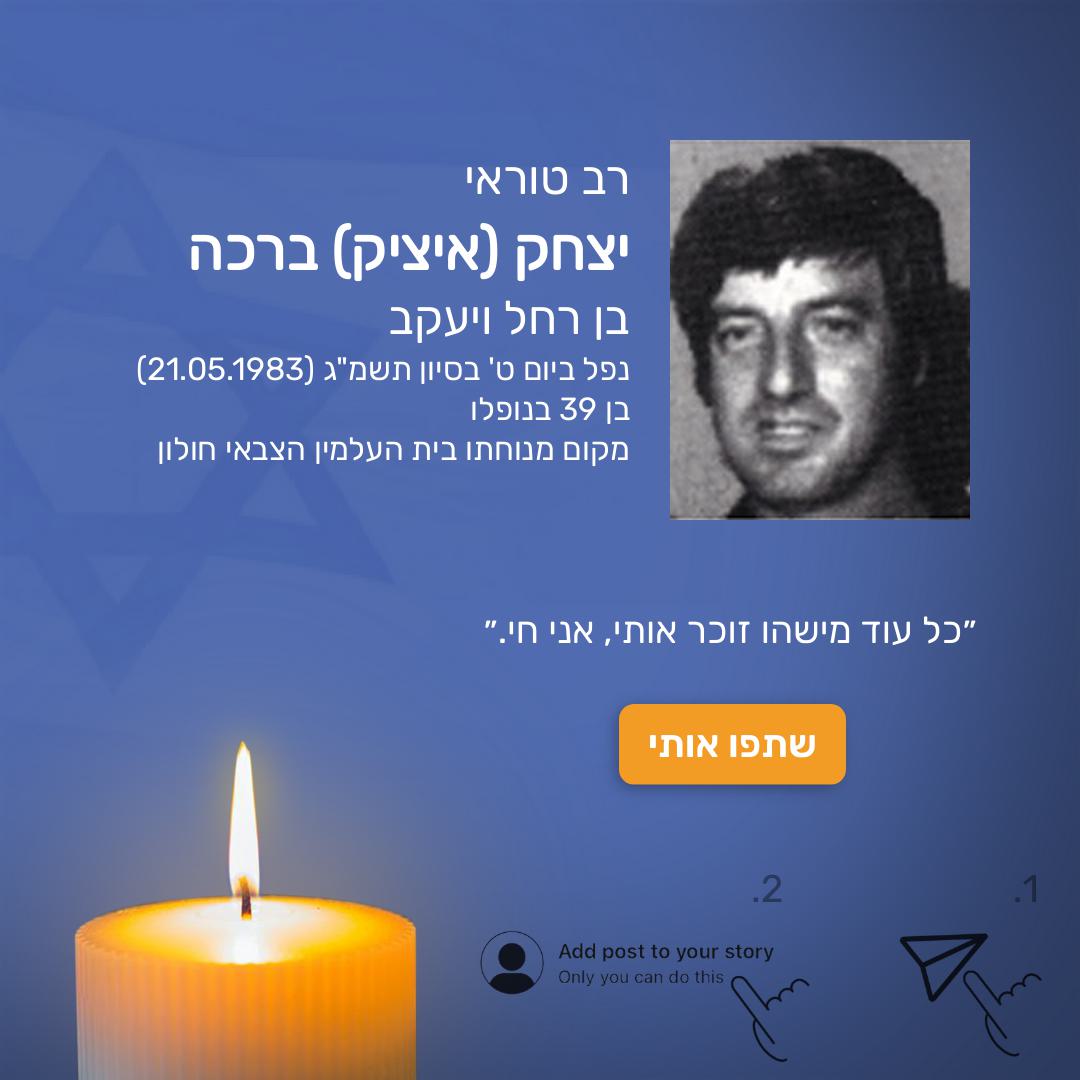 רב טוראי
יצחק (איציק) ברכה
בן רחל ויעקב
נפל ביום ט' בסיון תשמ"ג (21.05.1983)
בן 39 בנופלו
מקום מנוחתו בית העלמין הצבאי חולון
״כל עוד מישהו זוכר אותי, אני חי.״
שתפו אותי
1.
2.
Add post to your story
Only you can do this